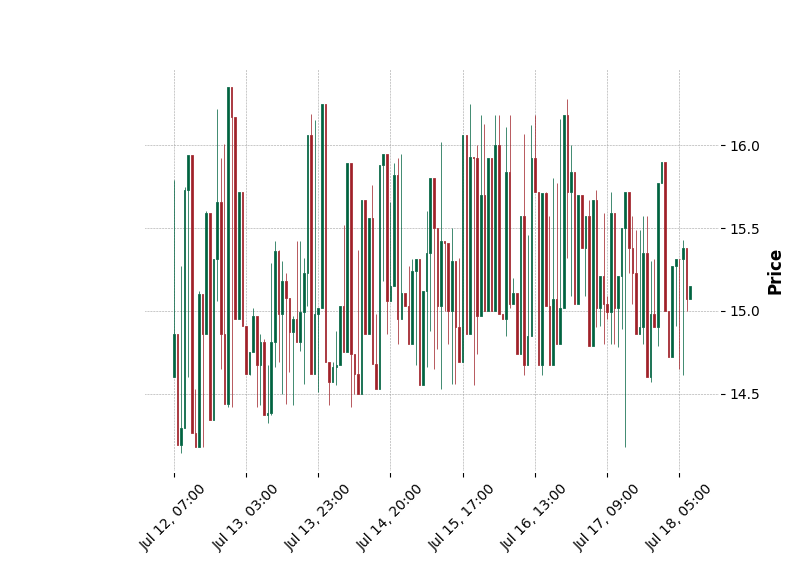 16.0
15.5
15.0
14.5
Price
Jul 12, 07:00
Jul 13, 03:00
Jul 13, 23:00
Jul 14, 20:00
Jul 15, 17:00
Jul 16, 13:00
Jul 17, 09:00
Jul 18, 05:00